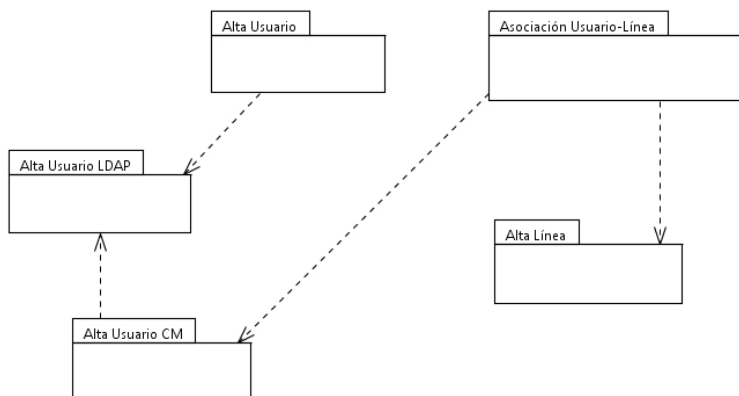 Alta Usuario
Asociación Usuario-Línea
Alta Usuario LDAP
Alta Línea
Alta Usuario CM